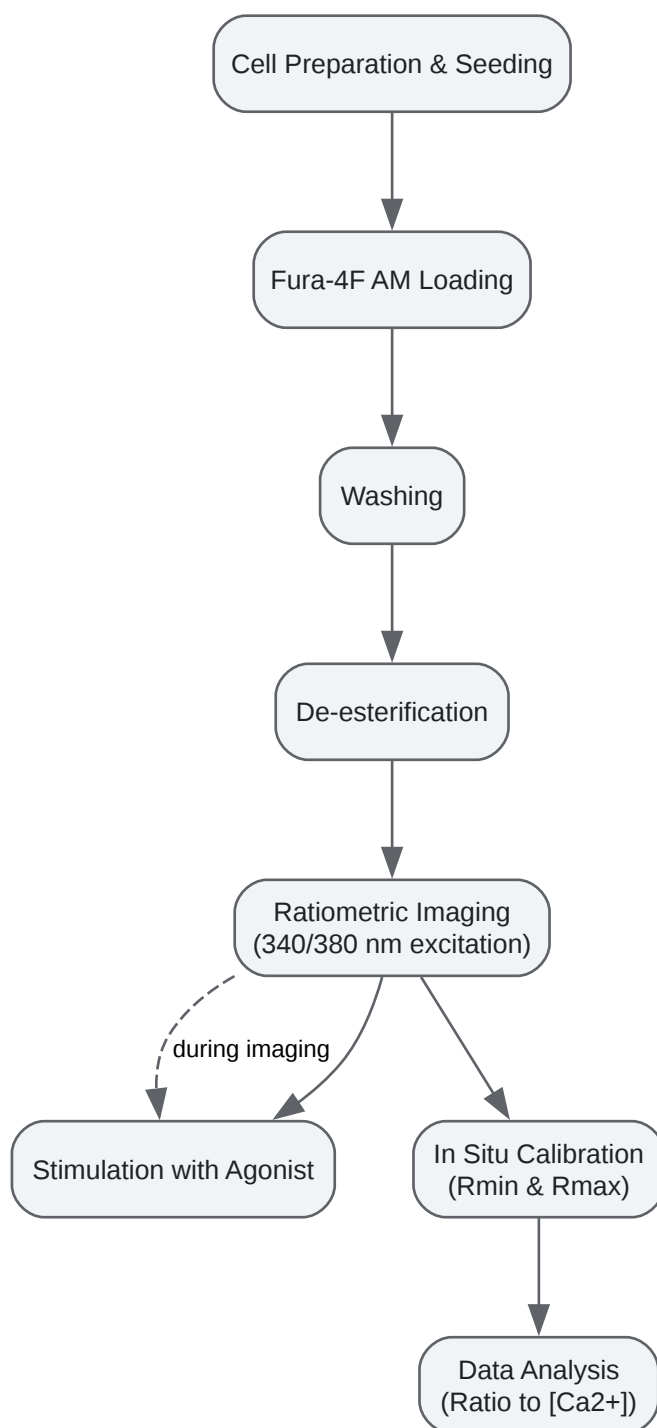 Cell Preparation & Seeding
Fura-4F AM Loading
Washing
De-esterification
Ratiometric Imaging
(340/380 nm excitation)
during imaging
Stimulation with Agonist
In Situ Calibration
(Rmin & Rmax)
Data Analysis
(Ratio to [Ca2+])